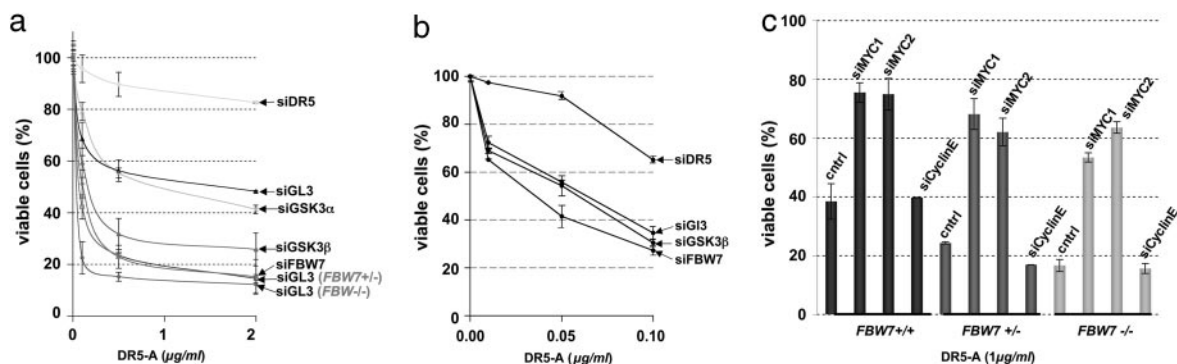 a
100
80
60
40
20
0
viable cells (%)
0
1
2
DR5-A (µg/ml)
siDR5
siGL3
siGSK3α
siGSK3β
siFBW7
siGL3 (FBW7+/-)
siGL3 (FBW-/-)
b
100
80
60
40
20
0
viable cells (%)
0.00
0.05
0.10
DR5-A (µg/ml)
siDR5
siGl3
siGSK3β
siFBW7
c
100
80
60
40
20
0
viable cells (%)
cntrl
siMYC1
siMYC2
siCyclinE
cntrl
siMYC1
siMYC2
siCyclinE
cntrl
siMYC1
siMYC2
siCyclinE
FBW7+/+
FBW7 +/-
FBW7 -/-
DR5-A (1µg/ml)